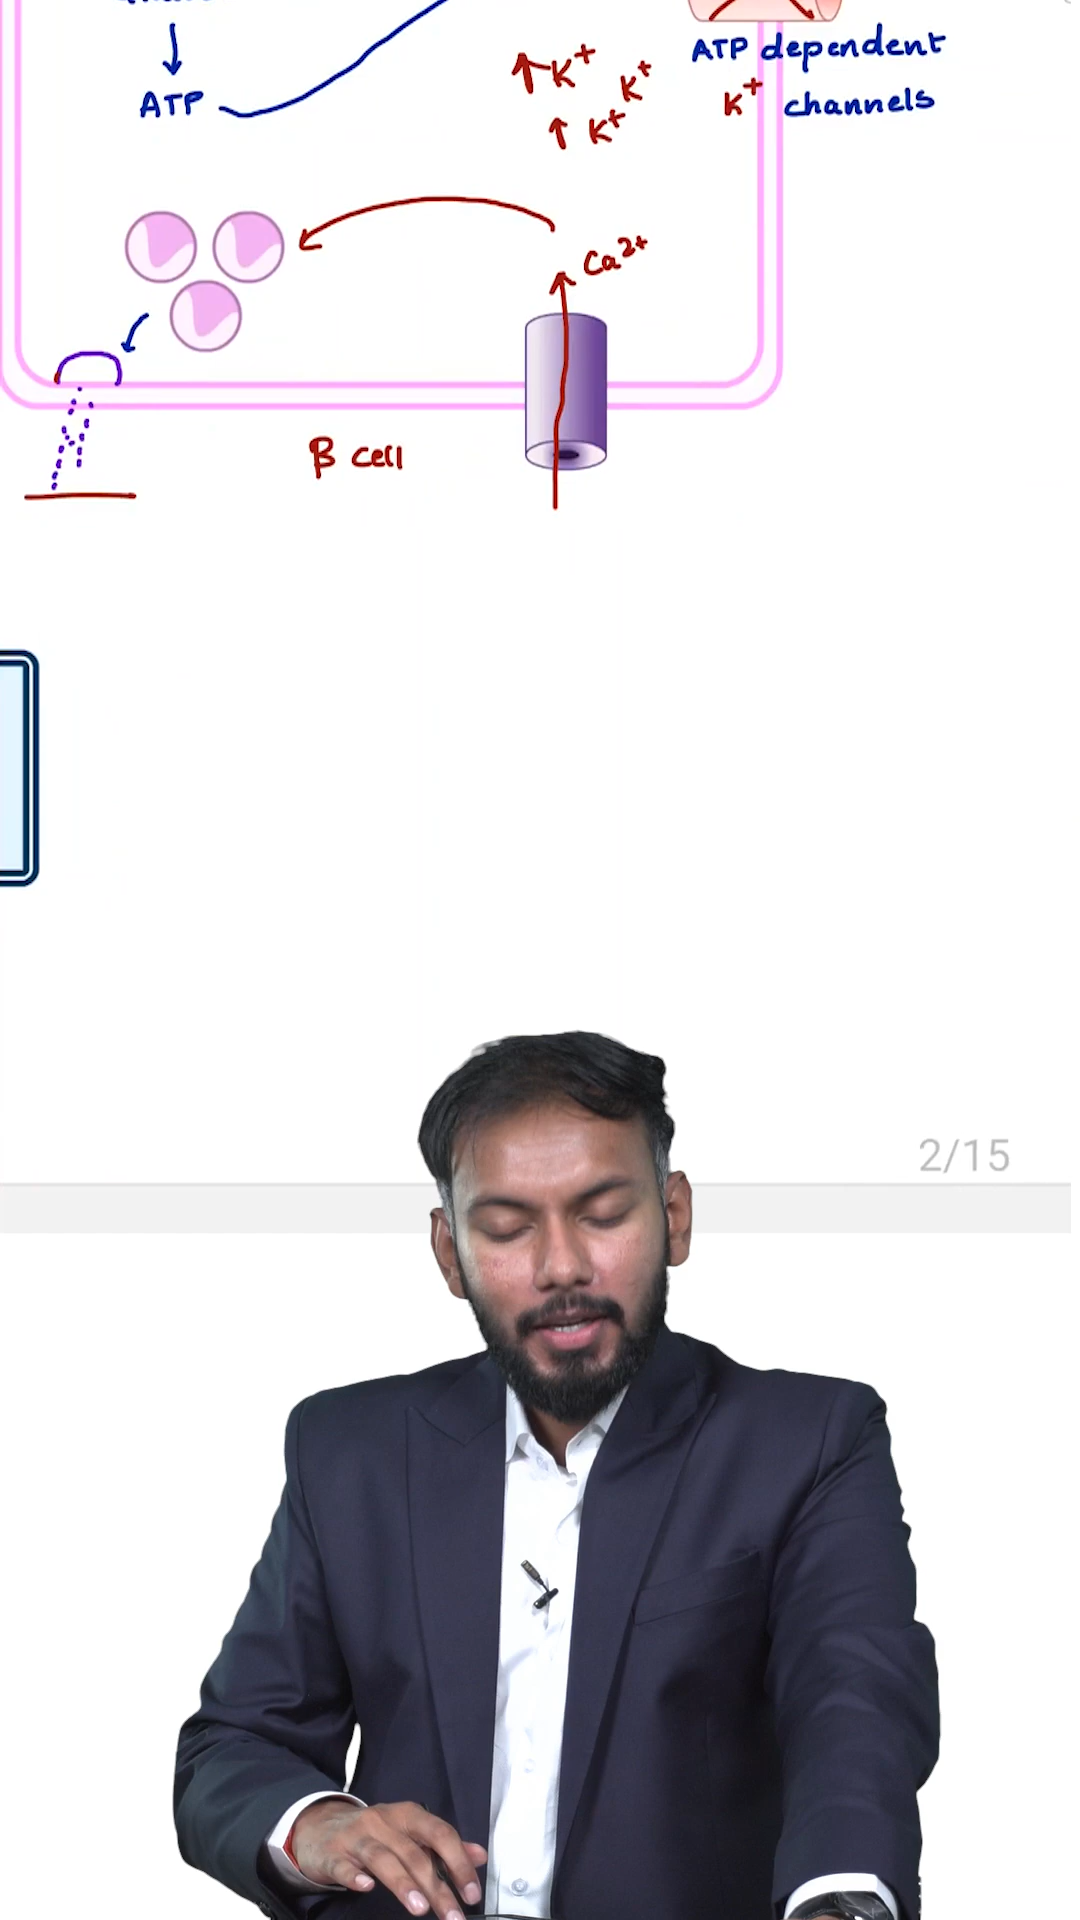 ATP
↑K⁺
K⁺
↑ K⁺
ATP dependent
K⁺ channels
Ca²⁺
β cell
2/15